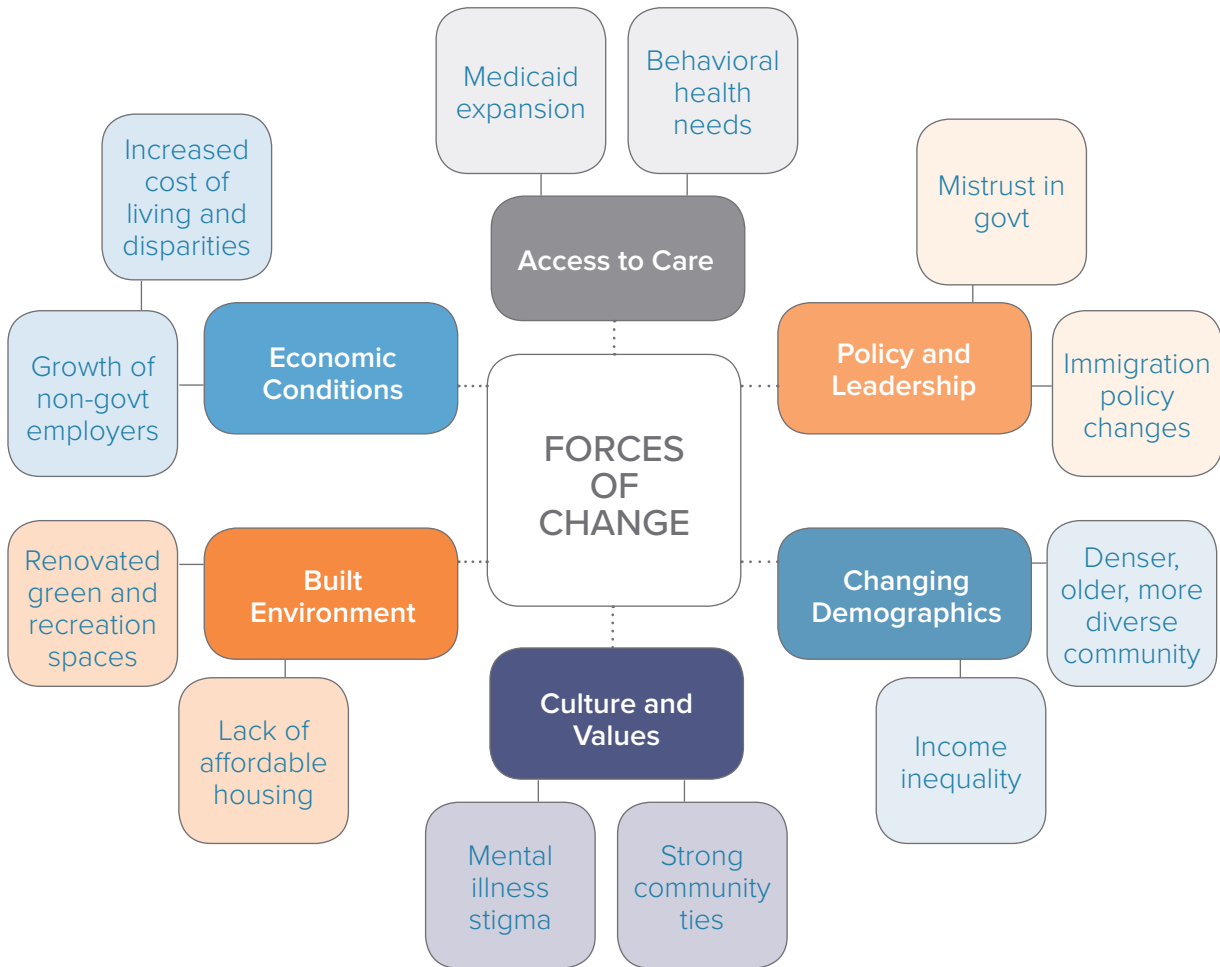 Medicaid
expansion
Behavioral
health
needs
Access to Care
Increased
cost of
living and
disparities
Growth of
non-govt
employers
Economic
Conditions
Mistrust in
govt
Policy and
Leadership
Immigration
policy
changes
FORCES
OF
CHANGE
Renovated
green and
recreation
spaces
Built
Environment
Lack of
affordable
housing
Changing
Demographics
Denser,
older, more
diverse
community
Income
inequality
Culture and
Values
Mental
illness
stigma
Strong
community
ties